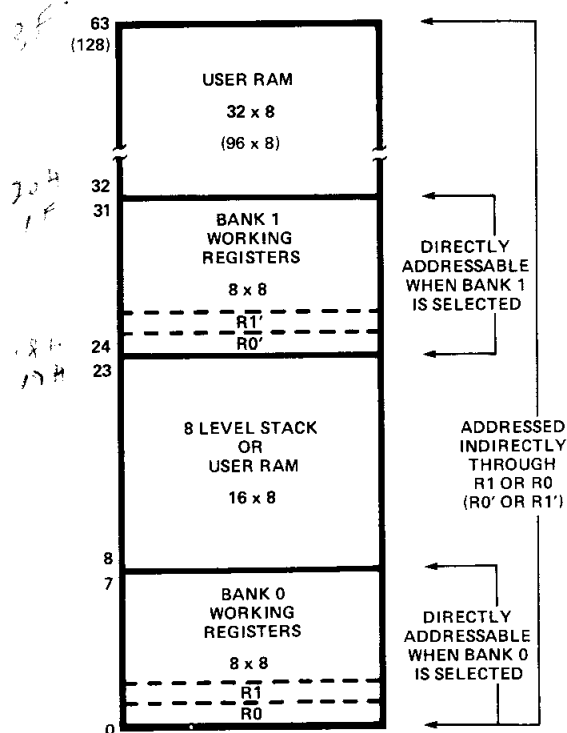 63
(128)
USER RAM
32 x 8
(96 x 8)
20H
32
1F
31
BANK 1
WORKING
REGISTERS
8 x 8
R1'
R0'
24
23
DIRECTLY
ADDRESSABLE
WHEN BANK 1
IS SELECTED
8 LEVEL STACK
OR
USER RAM
16 x 8
ADDRESSED
INDIRECTLY
THROUGH
R1 OR R0
(R0' OR R1')
8
7
BANK 0
WORKING
REGISTERS
8 x 8
R1
R0
0
DIRECTLY
ADDRESSABLE
WHEN BANK 0
IS SELECTED